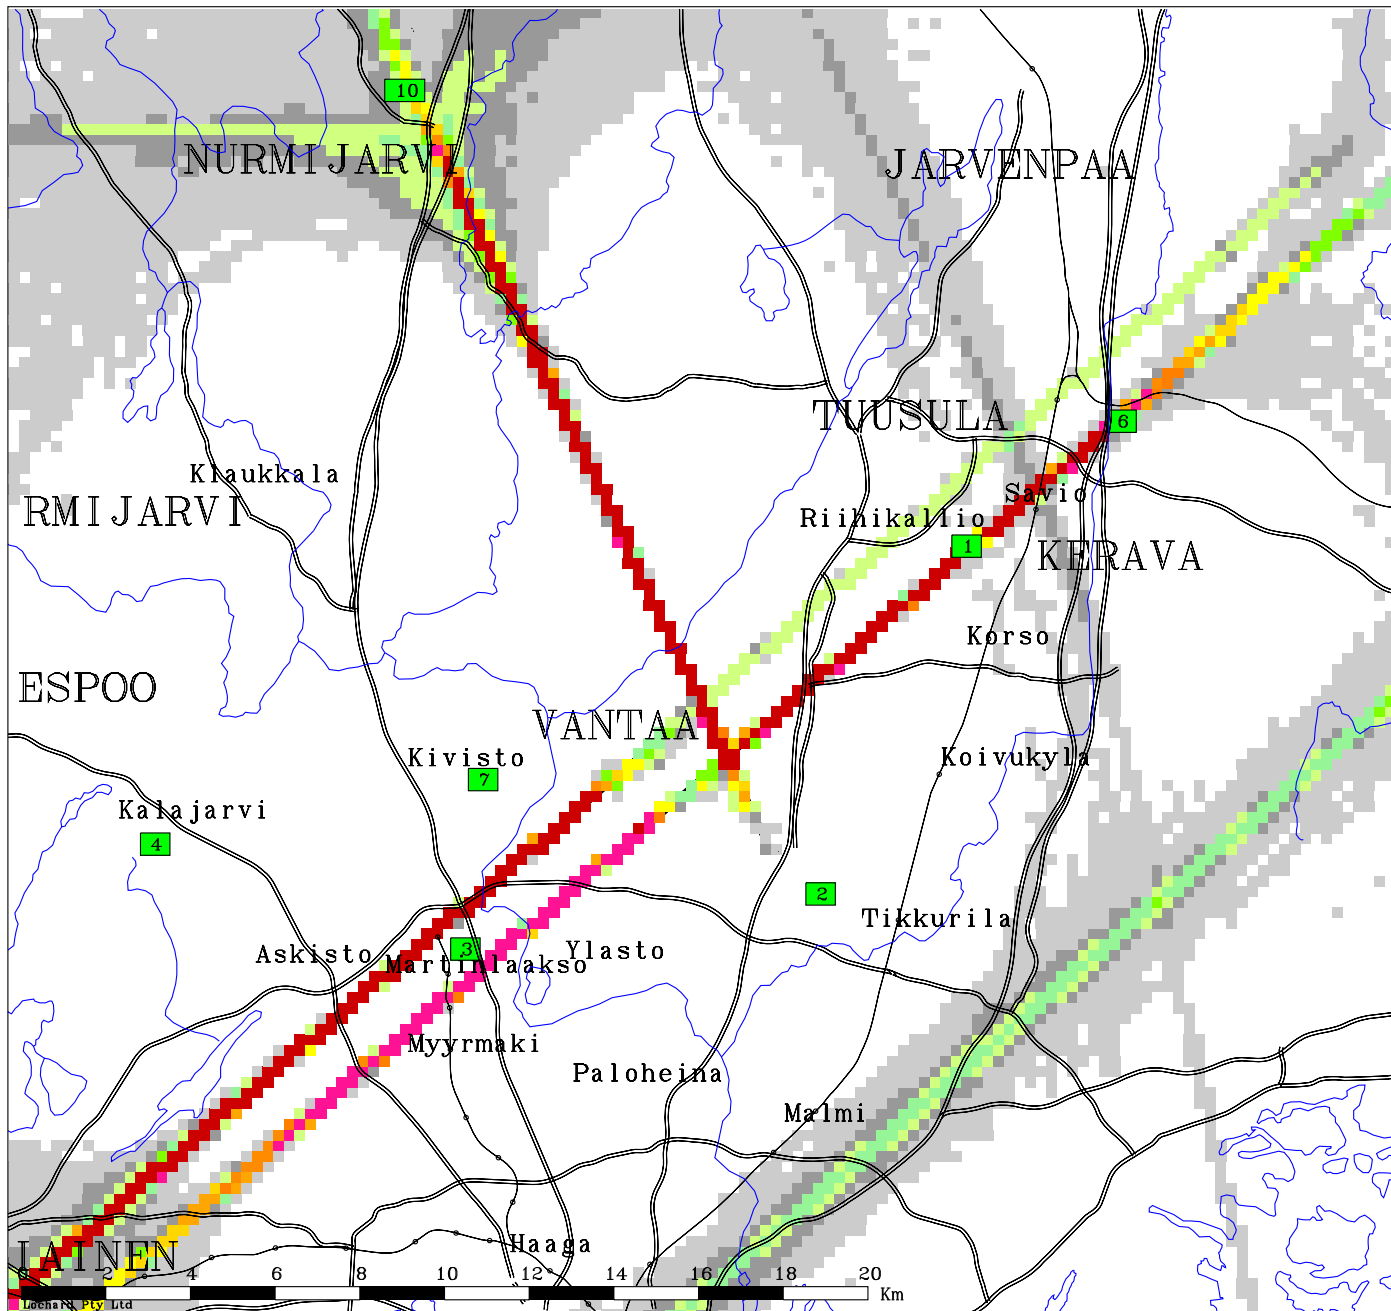 10
NURMIJARVI
JARVENPAA
TUUSULA
6
Klaukkala
Savio
RMIJARVI
Riihikallio
1
KERAVA
Korso
ESPOO
VANTAA
Kivisto
Koivukyla
7
Kalajarvi
4
2
Tikkurila
3
Askisto
Ylasto
Martinlaakso
Myyrmaki
Paloheina
Malmi
Haaga
IAINEN
0 2 4 6 8 10 12 14 16 18 20
Km
Lochard Pty Ltd